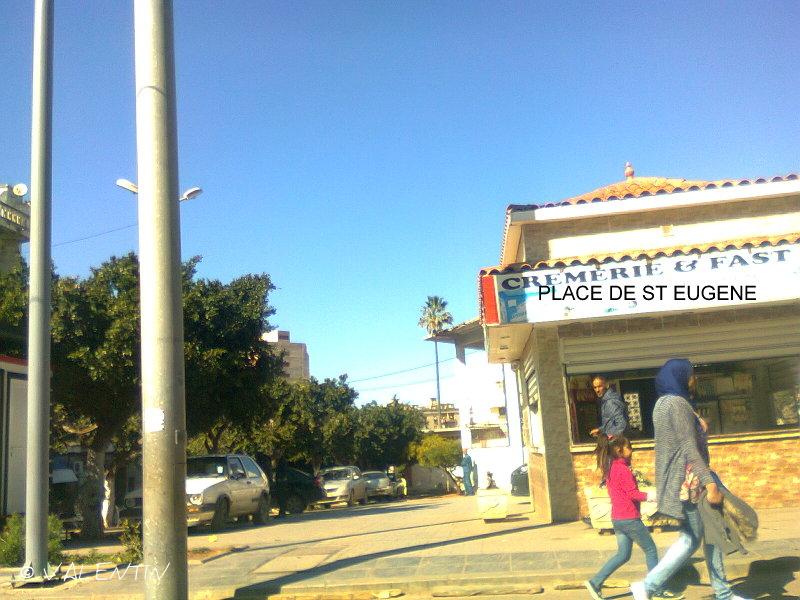 CREMERIE & FAST
PLACE DE ST EUGENE
© VALENTIN